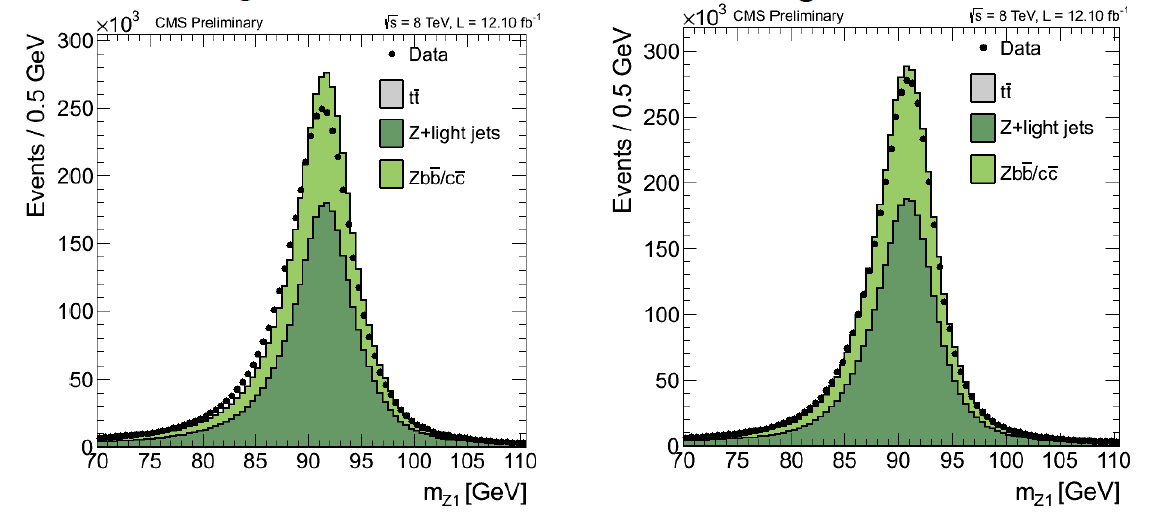 ×10³ CMS Preliminary √s = 8 TeV, L = 12.10 fb⁻¹
Events / 0.5 GeV
300
250
200
150
100
50
0
Data
tt̄
Z+light jets
Zbb̄/cc̄
70 75 80 85 90 95 100 105 110
m_Z1 [GeV]
×10³ CMS Preliminary √s = 8 TeV, L = 12.10 fb⁻¹
Events / 0.5 GeV
300
250
200
150
100
50
0
Data
tt̄
Z+light jets
Zbb̄/cc̄
70 75 80 85 90 95 100 105 110
m_Z1 [GeV]